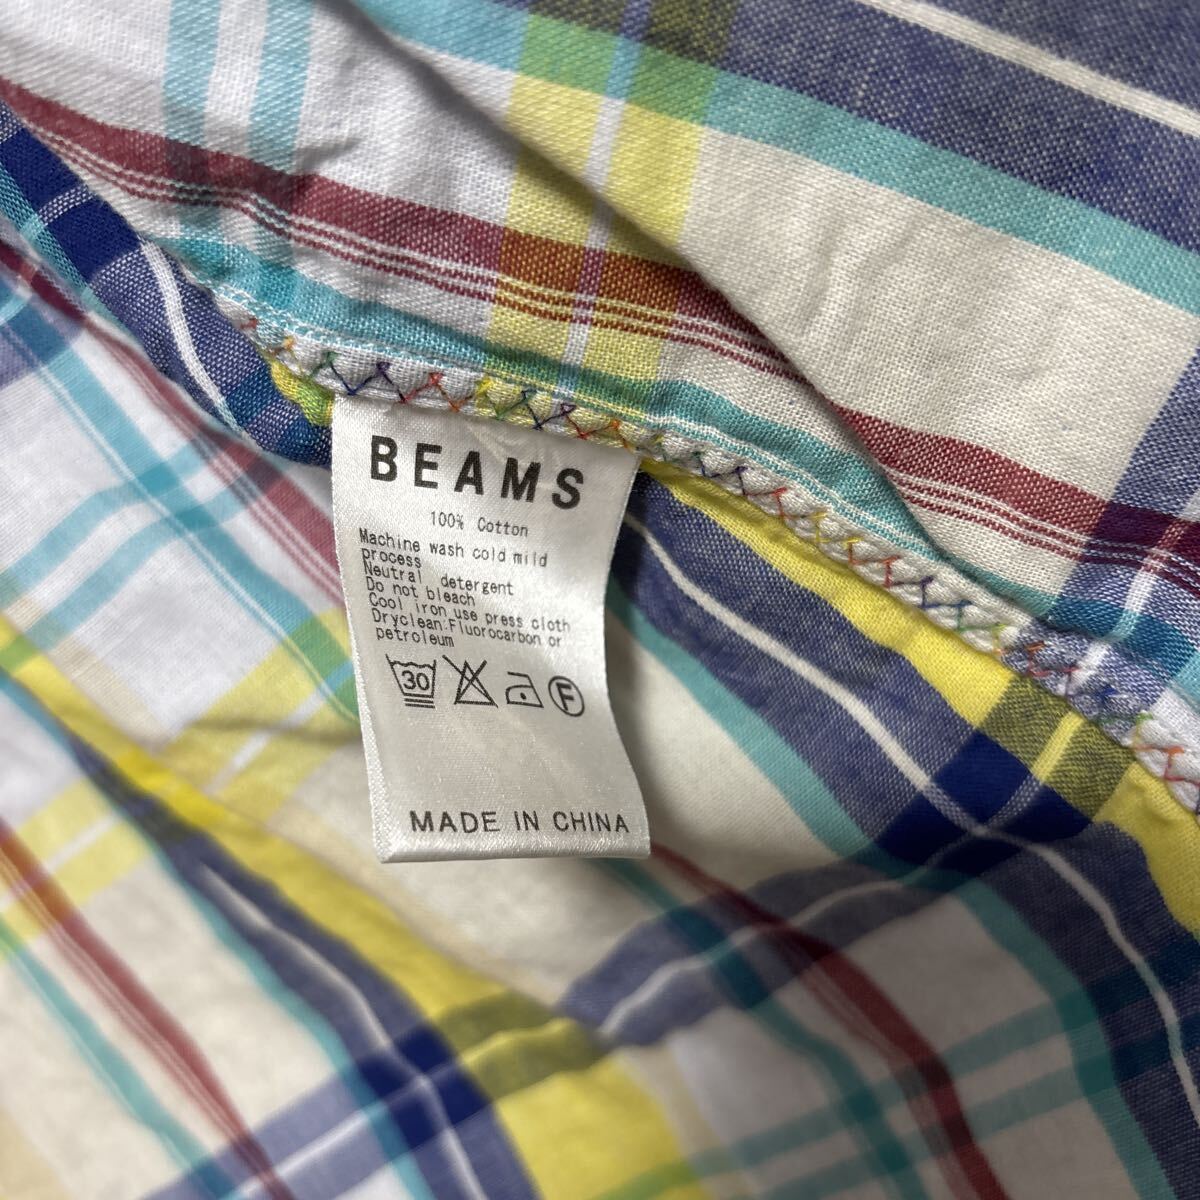 BEAMS
100% Cotton
Machine wash cold mild
process
Neutral detergent
Do not bleach
Cool iron use press cloth
Dryclean:Fluorocarbon or
petroleum
30 F
MADE IN CHINA